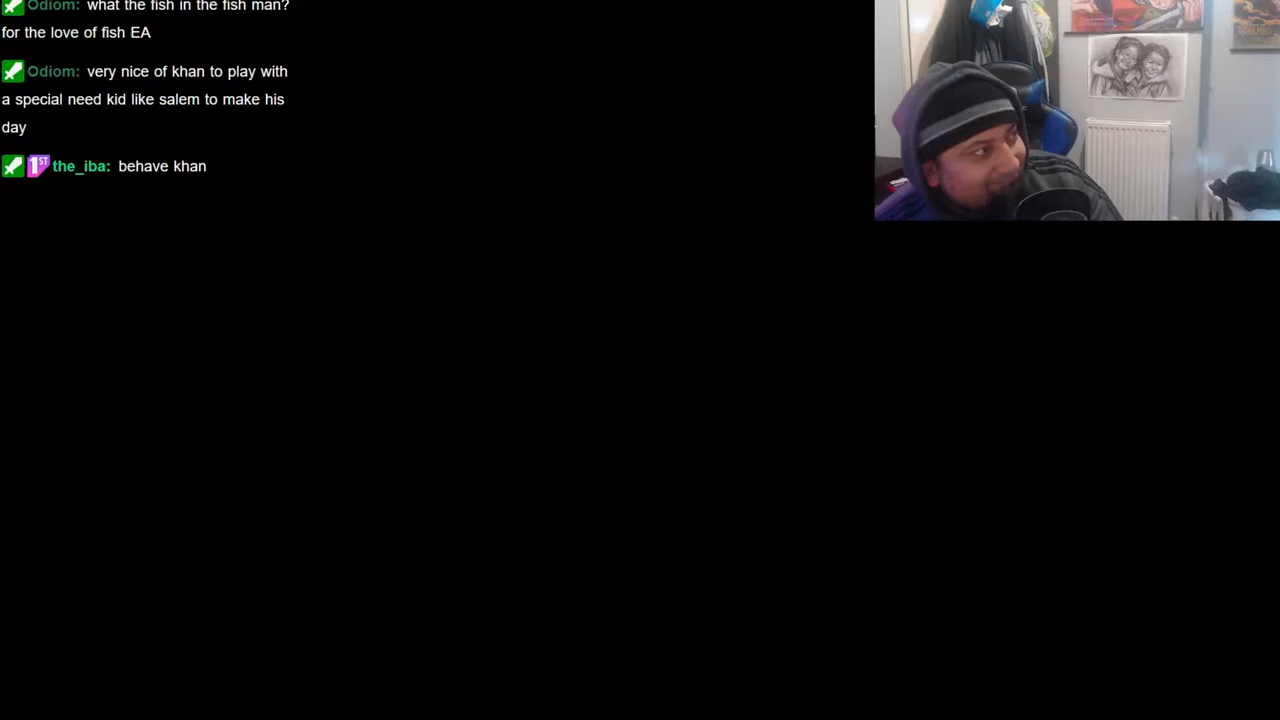 Odiom: what the fish in the fish man?
for the love of fish EA
Odiom: very nice of khan to play with
a special need kid like salem to make his
day
1ST the_iba: behave khan